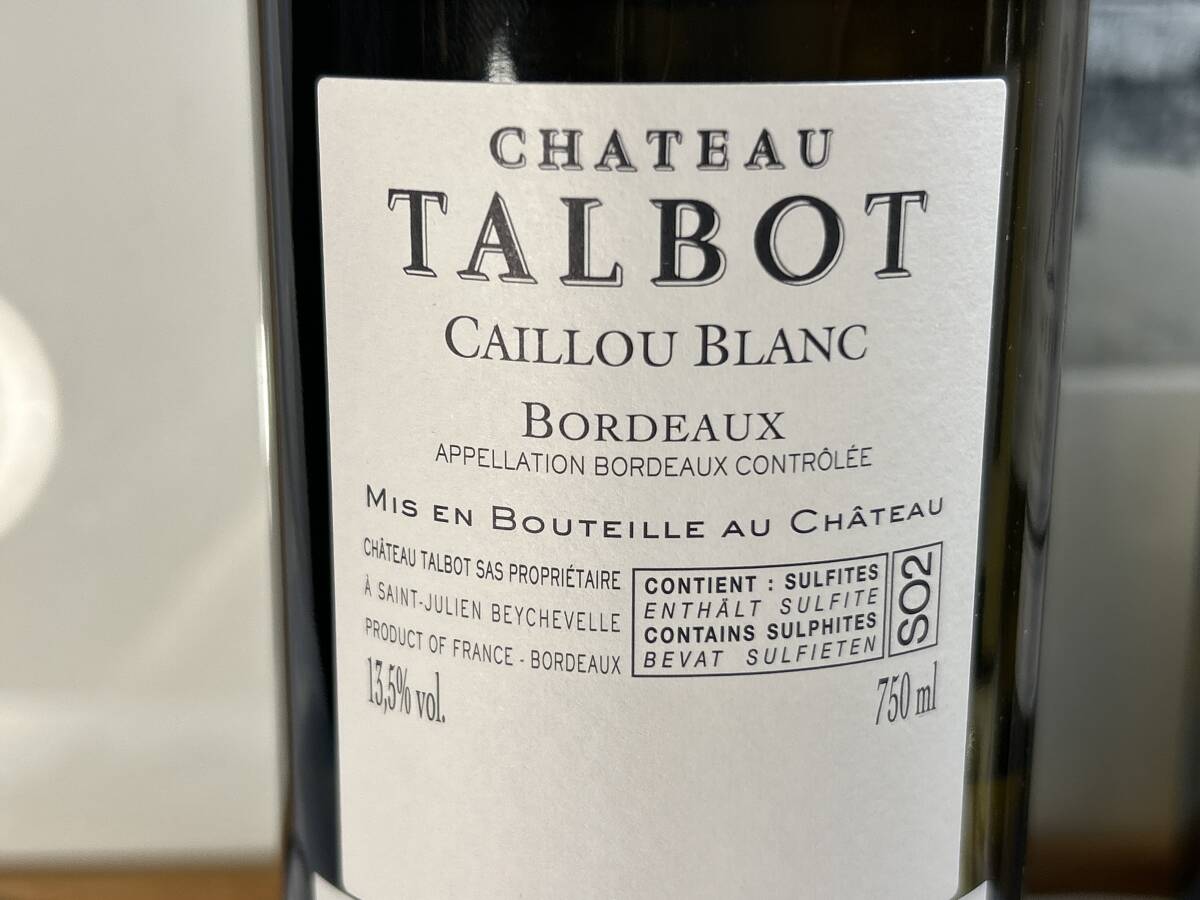 CHATEAU
TALBOT
CAILLOU BLANC
BORDEAUX
APPELLATION BORDEAUX CONTRÔLÉE
MIS EN BOUTEILLE AU CHÂTEAU
CHÂTEAU TALBOT SAS PROPRIÉTAIRE
À SAINT-JULIEN BEYCHEVELLE
PRODUCT OF FRANCE - BORDEAUX
CONTIENT : SULFITES
ENTHÄLT SULFITE
CONTAINS SULPHITES
BEVAT SULFIETEN
SO2
13,5% vol.
750 ml